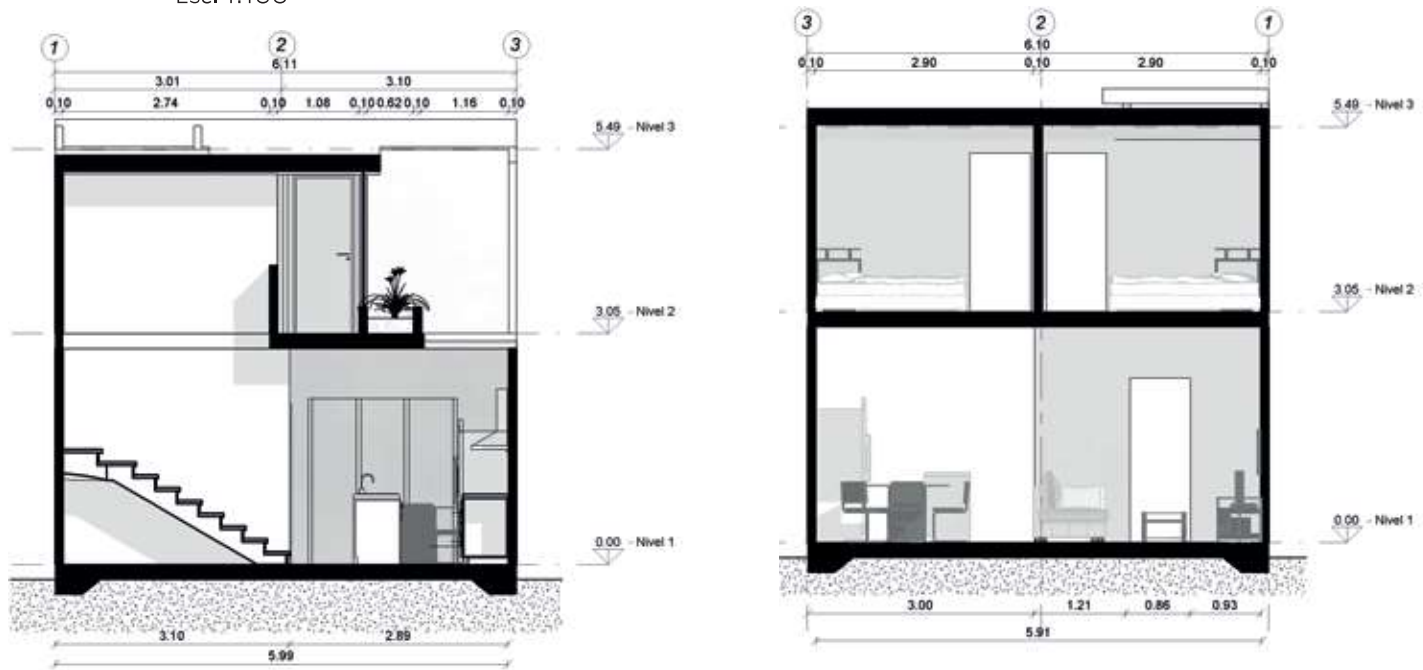 Esc. 1:100
1 2 3
6.11
3.01 3.10
0,10 2.74 0,10 1.08 0,10 0.62 0,10 1.16 0,10
5.49 - Nivel 3
3.05 - Nivel 2
0.00 - Nivel 1
3.10 2.89
5.99
3 2 1
6.10
0,10 2.90 0,10 2.90 0,10
5.49 - Nivel 3
3.05 - Nivel 2
0.00 - Nivel 1
3.00 1.21 0.86 0.93
5.91